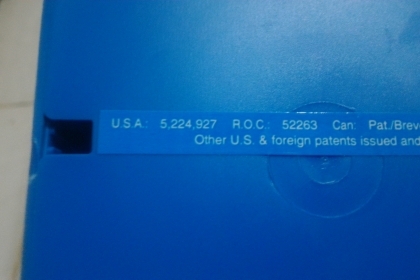 U.S.A.: 5,224,927 R.O.C.: 52263 Can: Pat./Brev
Other U.S. & foreign patents issued and